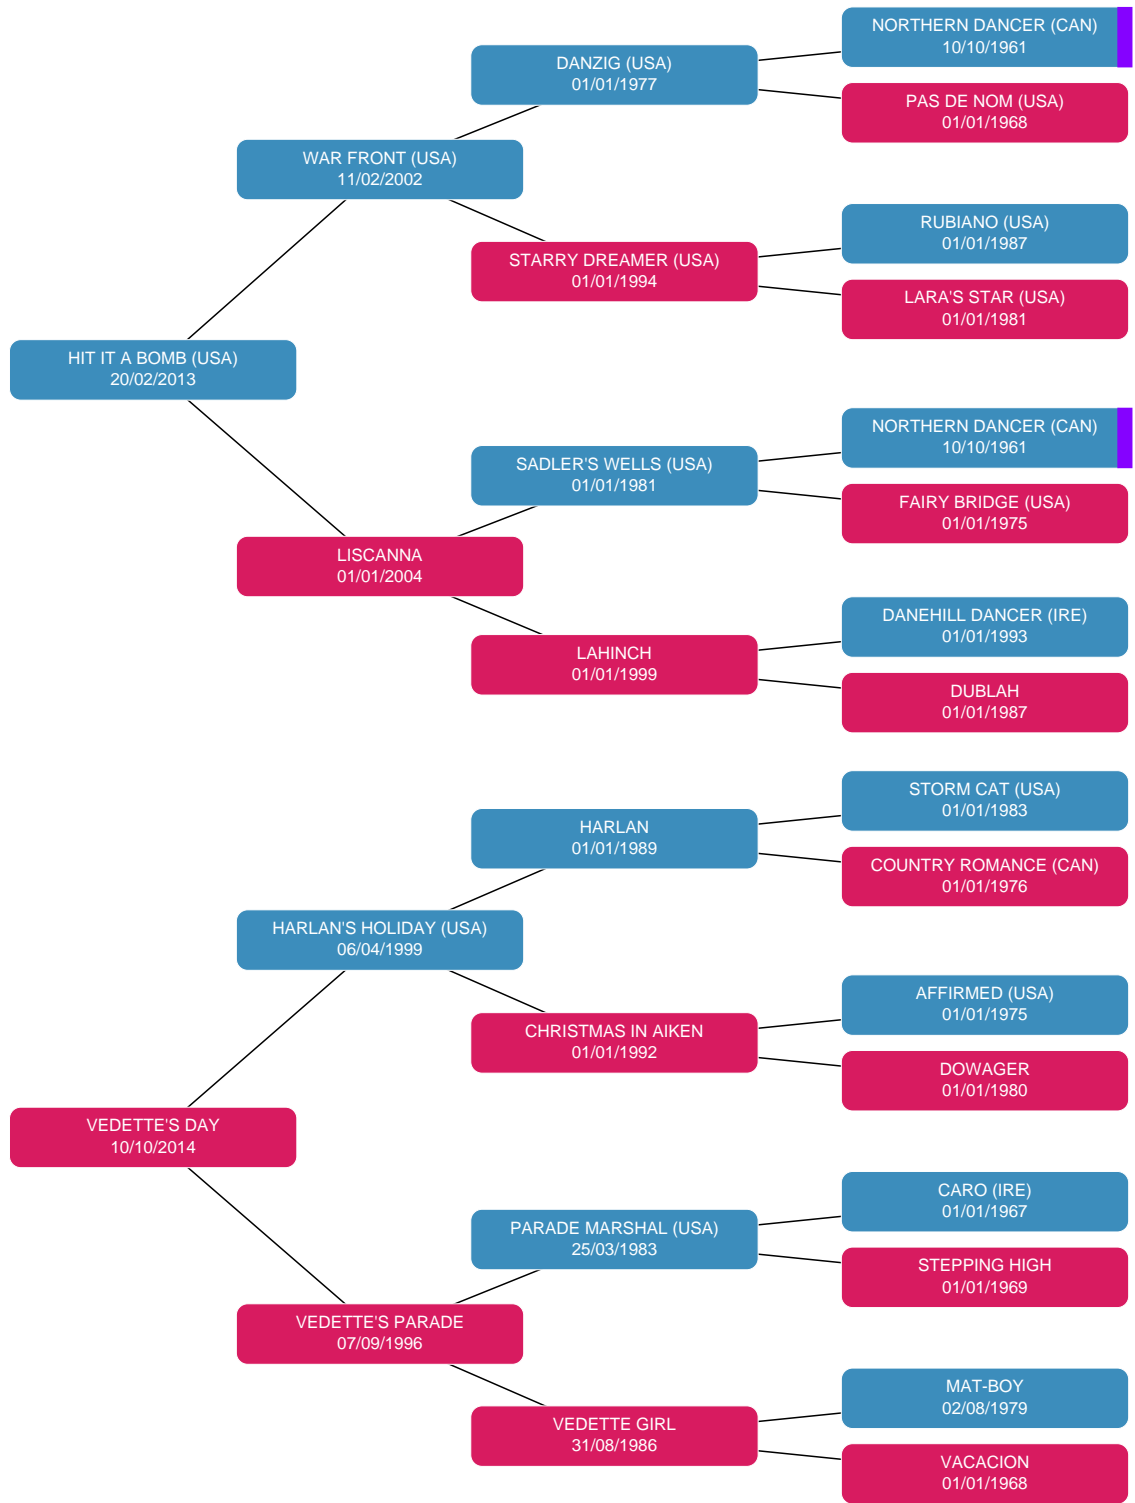 NORTHERN DANCER (CAN)
10/10/1961
DANZIG (USA)
01/01/1977
PAS DE NOM (USA)
01/01/1968
WAR FRONT (USA)
11/02/2002
RUBIANO (USA)
01/01/1987
STARRY DREAMER (USA)
01/01/1994
LARA'S STAR (USA)
01/01/1981
HIT IT A BOMB (USA)
20/02/2013
NORTHERN DANCER (CAN)
10/10/1961
SADLER'S WELLS (USA)
01/01/1981
FAIRY BRIDGE (USA)
01/01/1975
LISCANNA
01/01/2004
DANEHILL DANCER (IRE)
01/01/1993
LAHINCH
01/01/1999
DUBLAH
01/01/1987
STORM CAT (USA)
01/01/1983
HARLAN
01/01/1989
COUNTRY ROMANCE (CAN)
01/01/1976
HARLAN'S HOLIDAY (USA)
06/04/1999
AFFIRMED (USA)
01/01/1975
CHRISTMAS IN AIKEN
01/01/1992
DOWAGER
01/01/1980
VEDETTE'S DAY
10/10/2014
CARO (IRE)
01/01/1967
PARADE MARSHAL (USA)
25/03/1983
STEPPING HIGH
01/01/1969
VEDETTE'S PARADE
07/09/1996
MAT-BOY
02/08/1979
VEDETTE GIRL
31/08/1986
VACACION
01/01/1968